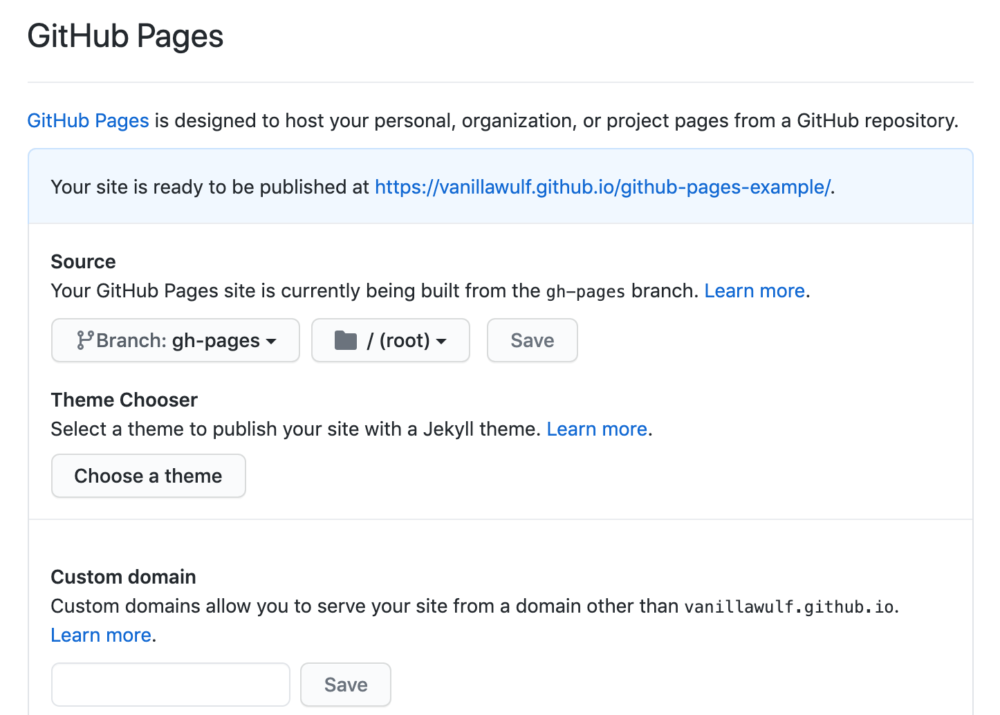 GitHub Pages
GitHub Pages is designed to host your personal, organization, or project pages from a GitHub repository.
Your site is ready to be published at https://vanillawulf.github.io/github-pages-example/.
Source
Your GitHub Pages site is currently being built from the gh-pages branch. Learn more.
Branch: gh-pages / (root) Save
Theme Chooser
Select a theme to publish your site with a Jekyll theme. Learn more.
Choose a theme
Custom domain
Custom domains allow you to serve your site from a domain other than vanillawulf.github.io.
Learn more.
Save